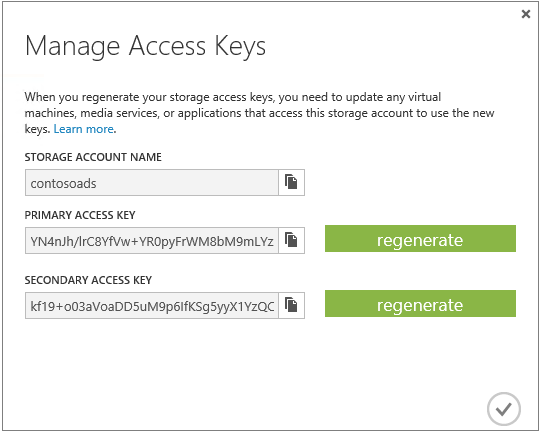 Manage Access Keys
When you regenerate your storage access keys, you need to update any virtual
machines, media services, or applications that access this storage account to use the new
keys. Learn more.
STORAGE ACCOUNT NAME
contosoads
PRIMARY ACCESS KEY
YN4nJh/lrC8YfVw+YR0pyFrWM8bM9mLYz
regenerate
SECONDARY ACCESS KEY
kf19+o03aVoaDD5uM9p6IfKSg5yyX1YzQC
regenerate